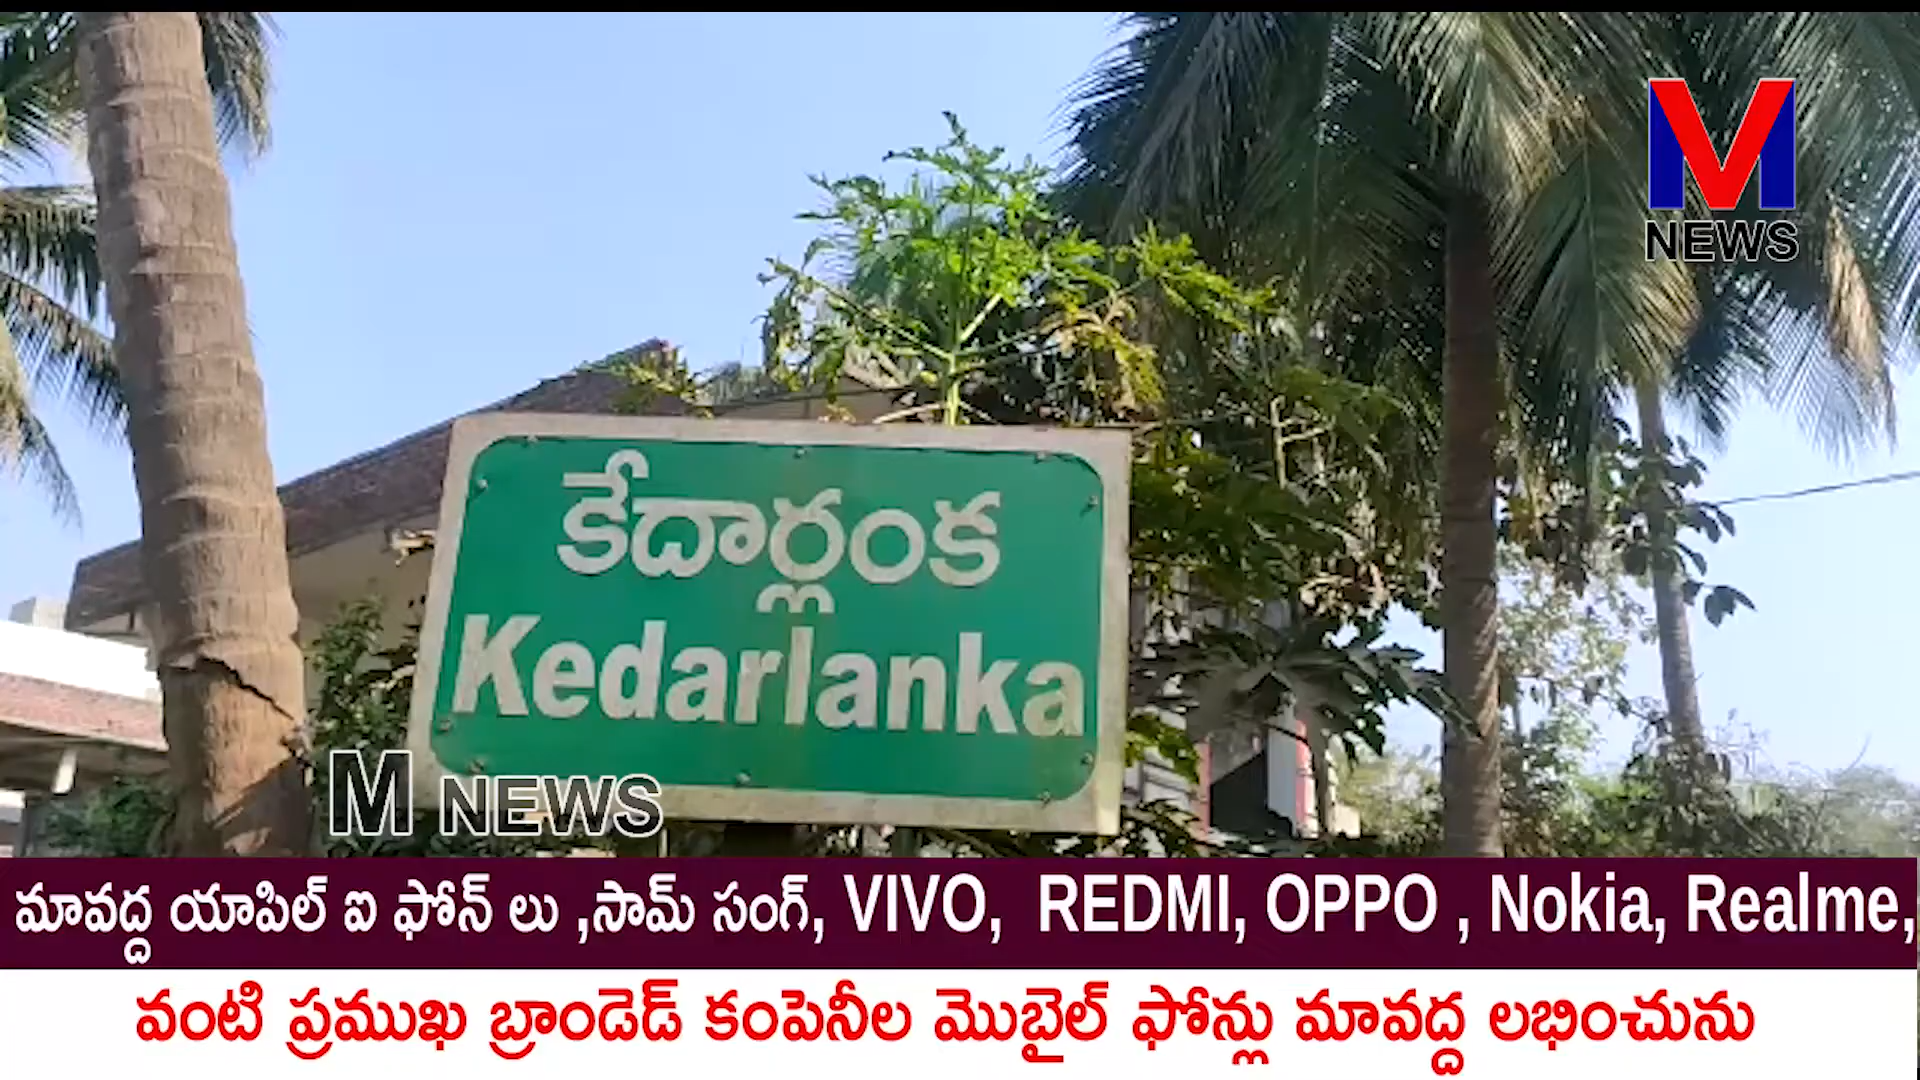 M
NEWS
కేదార్లంక
Kedarlanka
M NEWS
మావద్ద యాపిల్ ఐ ఫోన్ లు ,సామ్ సంగ్, VIVO, REDMI, OPPO , Nokia, Realme,
వంటి ప్రముఖ బ్రాండెడ్ కంపెనీల మొబైల్ ఫోన్లు మావద్ద లభించును